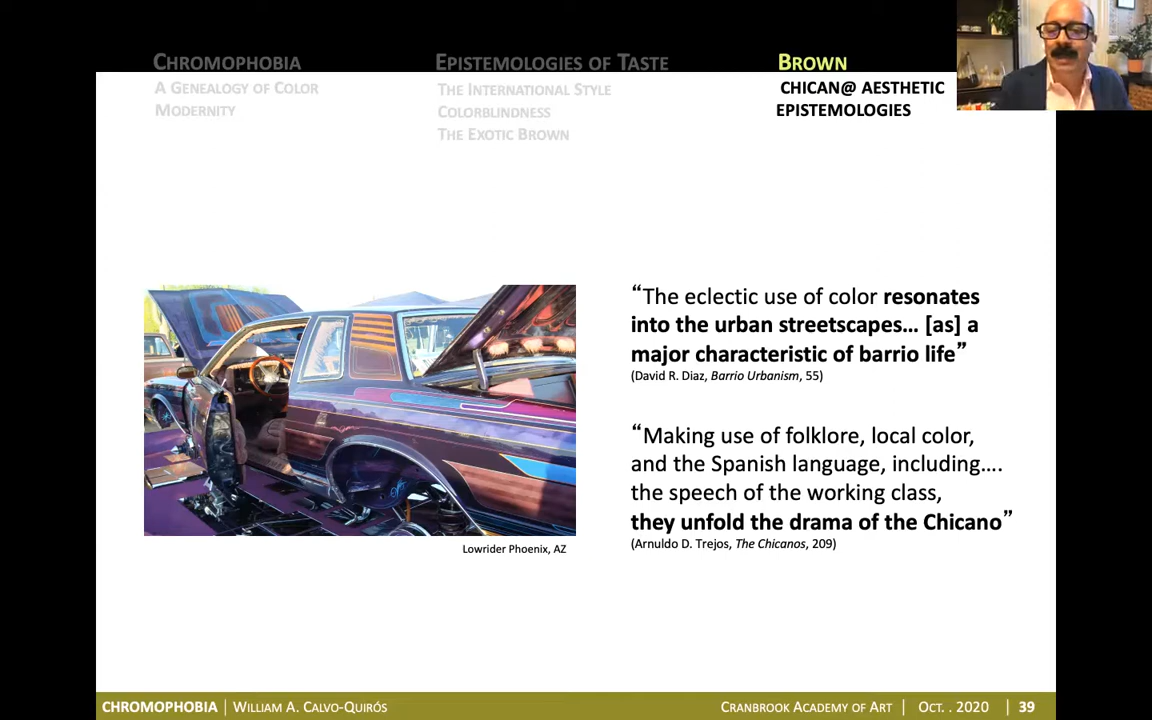 CHROMOPHOBIA
A GENEALOGY OF COLOR
MODERNITY
EPISTEMOLOGIES OF TASTE
THE INTERNATIONAL STYLE
COLORBLINDNESS
THE EXOTIC BROWN
BROWN
CHICAN@ AESTHETIC
EPISTEMOLOGIES
Lowrider Phoenix, AZ
“The eclectic use of color resonates
into the urban streetscapes... [as] a
major characteristic of barrio life”
(David R. Diaz, Barrio Urbanism, 55)
“Making use of folklore, local color,
and the Spanish language, including....
the speech of the working class,
they unfold the drama of the Chicano”
(Arnuldo D. Trejos, The Chicanos, 209)
CHROMOPHOBIA | WILLIAM A. CALVO-QUIRÓS CRANBROOK ACADEMY OF ART | OCT. . 2020 | 39